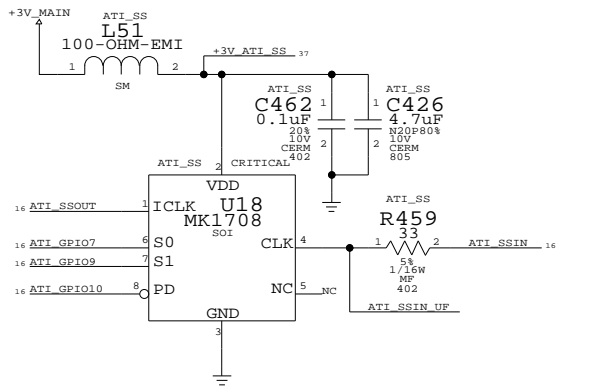 +3V_MAIN
ATI_SS
L51
100-OHM-EMI
1
2
SM
+3V_ATI_SS 37
ATI_SS
C462
0.1uF
20%
10V
CERM
402
1
2
ATI_SS
C426
4.7uF
N20P80%
10V
CERM
805
1
2
ATI_SS
2
CRITICAL
VDD
U18
MK1708
SOI
16 ATI_SSOUT
1
ICLK
16 ATI_GPIO7
6
S0
16 ATI_GPIO9
7
S1
16 ATI_GPIO10
8
PD
CLK
4
NC
5
NC
GND
3
ATI_SS
R459
33
1
2
5%
1/16W
MF
402
ATI_SSIN
16
ATI_SSIN_UF